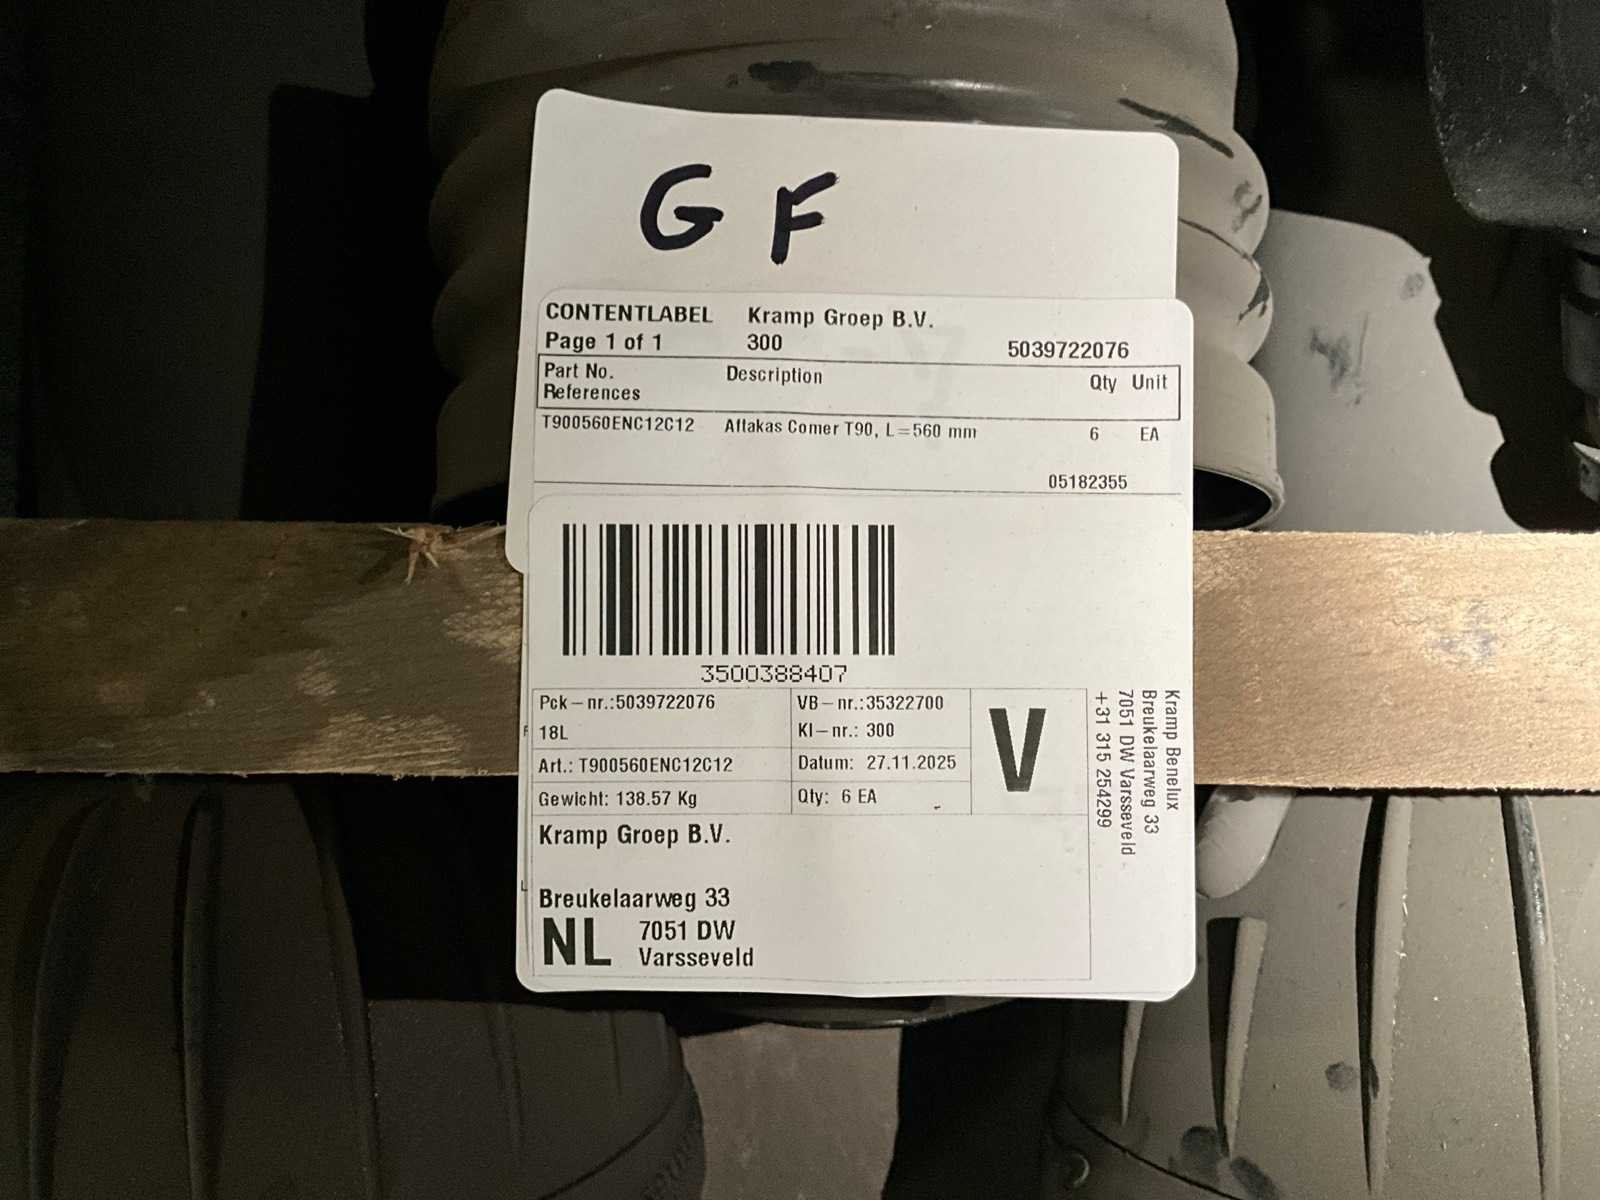 G F
CONTENTLABEL Kramp Groep B.V.
Page 1 of 1 300 5039722076
Part No. Description Qty Unit
References
T900560ENC12C12 Aftakas Comer T90, L=560 mm 6 EA
05182355
3500388407
Pck-nr.:5039722076 VB-nr.:35322700
18L KI-nr.: 300
Art.: T900560ENC12C12 Datum: 27.11.2025
Gewicht: 138.57 Kg Qty: 6 EA
V
Kramp Groep B.V.
Breukelaarweg 33
NL 7051 DW
Varsseveld
Kramp Benelux
Breukelaarweg 33
7051 DW Varsseveld
+31 315 254299